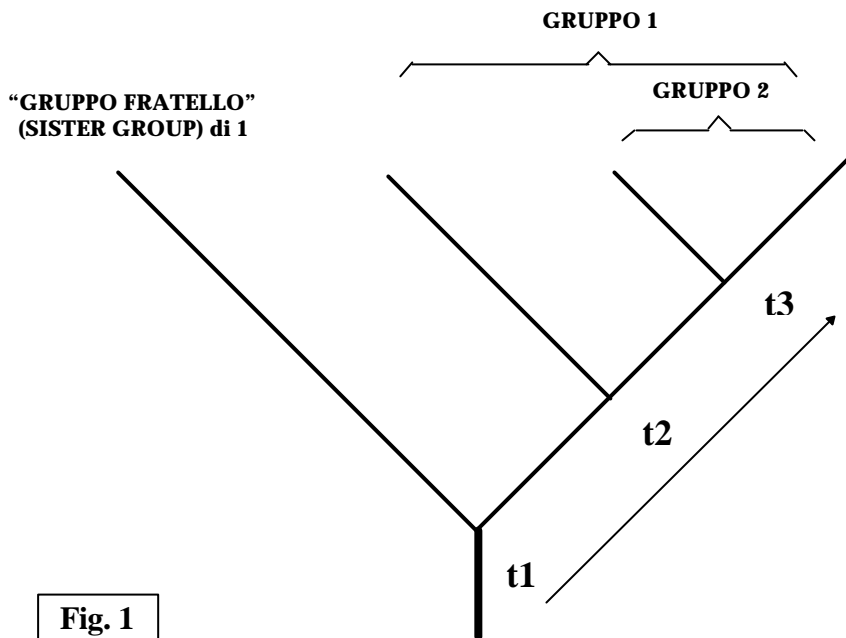 GRUPPO 1
“GRUPPO FRATELLO”
(SISTER GROUP) di 1
GRUPPO 2
t3
t2
t1
Fig. 1